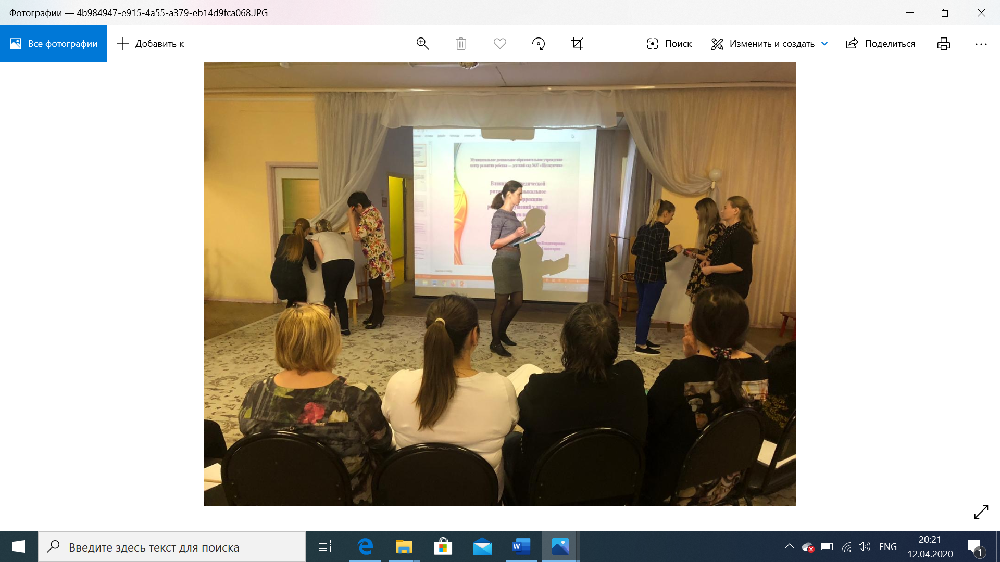 Фотографии — 4b984947-e915-4a55-a379-eb14d9fca068.JPG
Все фотографии
Добавить к
Поиск
Изменить и создать
Поделиться
Муниципальное дошкольное образовательное учреждение
центр развития ребенка — детский сад №37 «Щелкунчик»
Введите здесь текст для поиска
ENG
20:21
12.04.2020
1